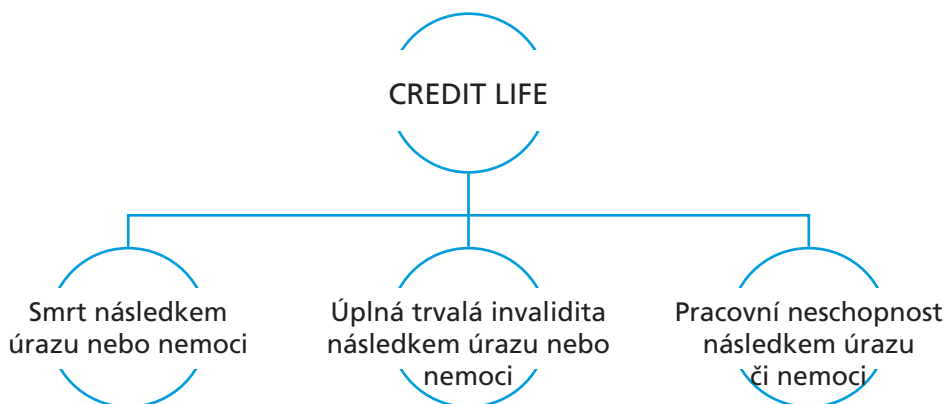 CREDIT LIFE
Smrt následkem
úrazu nebo nemoci
Úplná trvalá invalidita
následkem úrazu nebo
nemoci
Pracovní neschopnost
následkem úrazu
či nemoci